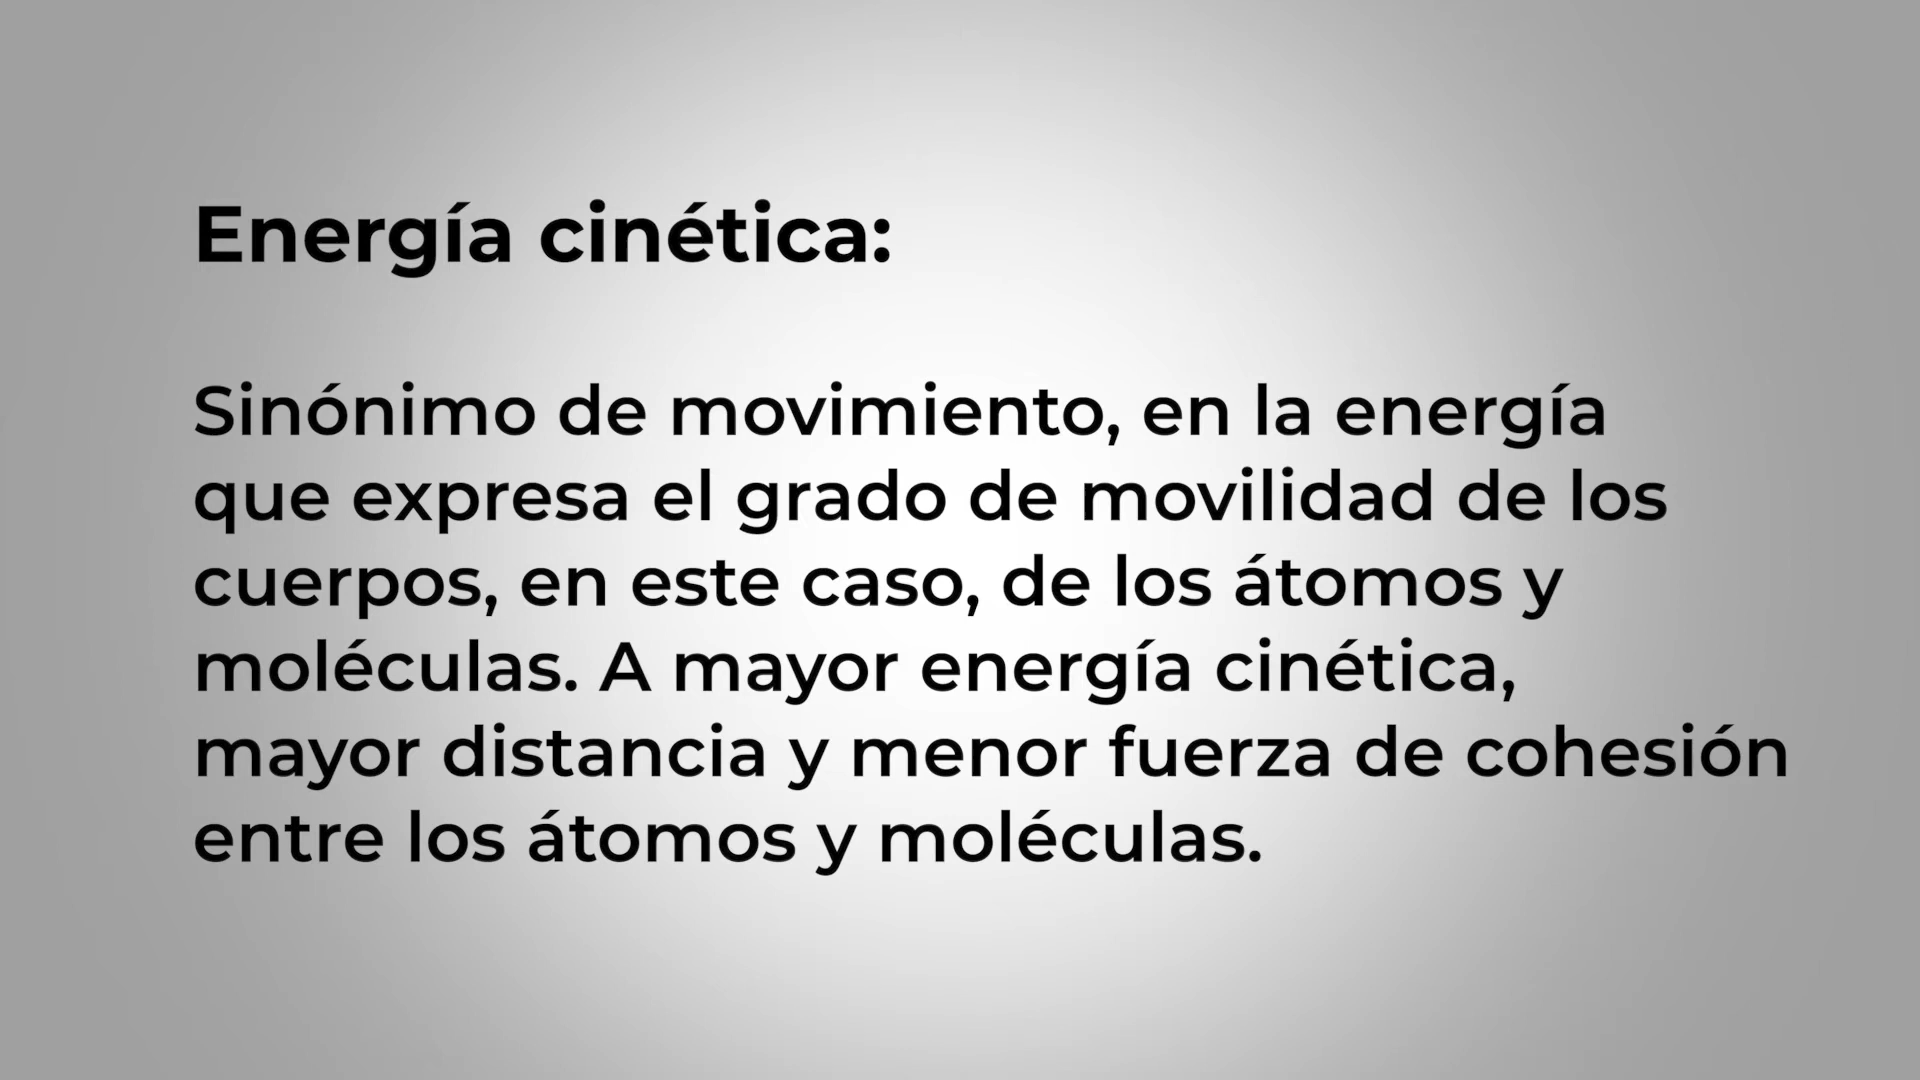 Energía cinética:
Sinónimo de movimiento, en la energía
que expresa el grado de movilidad de los
cuerpos, en este caso, de los átomos y
moléculas. A mayor energía cinética,
mayor distancia y menor fuerza de cohesión
entre los átomos y moléculas.